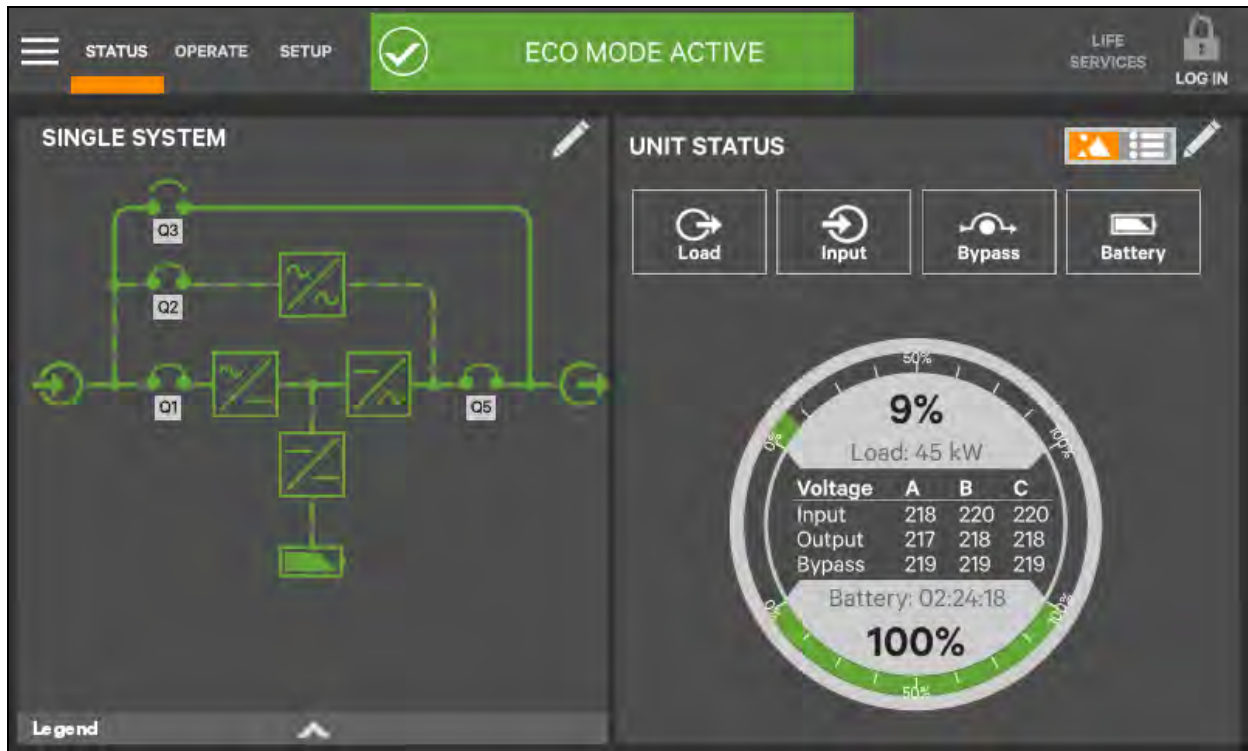 STATUS OPERATE SETUP
ECO MODE ACTIVE
LIFE
SERVICES
LOG IN
SINGLE SYSTEM
Q3
Q2
Q1
Q5
Legend
UNIT STATUS
Load Input Bypass Battery
50%
0%
100%
9%
Load: 45 kW
Voltage A B C
Input 218 220 220
Output 217 218 218
Bypass 219 219 219
Battery: 02:24:18
0%
100%
100%
50%